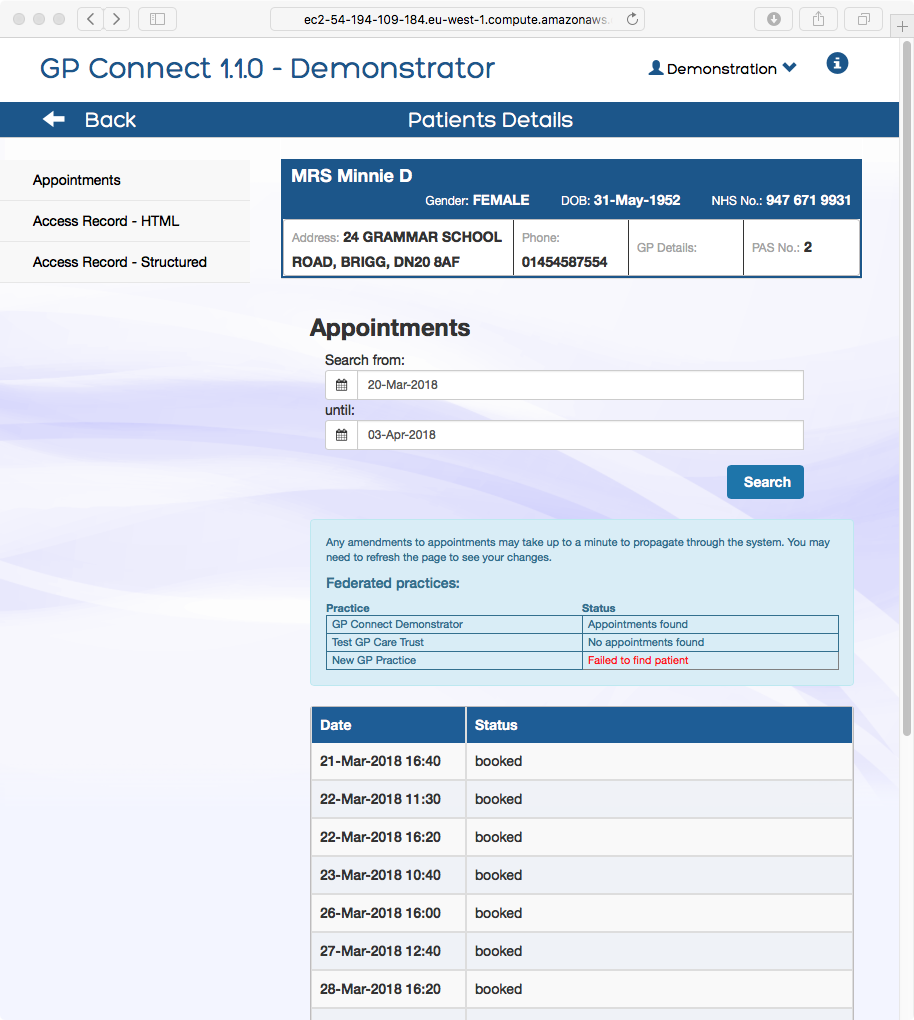 ec2-54-194-109-184.eu-west-1.compute.amazonaws.
GP Connect 1.1.0 - Demonstrator
Demonstration
Back
Patients Details
Appointments
Access Record - HTML
Access Record - Structured
MRS Minnie D
Gender: FEMALE DOB: 31-May-1952 NHS No.: 947 671 9931
Address: 24 GRAMMAR SCHOOL
ROAD, BRIGG, DN20 8AF
Phone:
01454587554
GP Details:
PAS No.: 2
Appointments
Search from:
20-Mar-2018
until:
03-Apr-2018
Search
Any amendments to appointments may take up to a minute to propagate through the system. You may
need to refresh the page to see your changes.
Federated practices:
Practice Status
GP Connect Demonstrator Appointments found
Test GP Care Trust No appointments found
New GP Practice Failed to find patient
Date Status
21-Mar-2018 16:40 booked
22-Mar-2018 11:30 booked
22-Mar-2018 16:20 booked
23-Mar-2018 10:40 booked
26-Mar-2018 16:00 booked
27-Mar-2018 12:40 booked
28-Mar-2018 16:20 booked